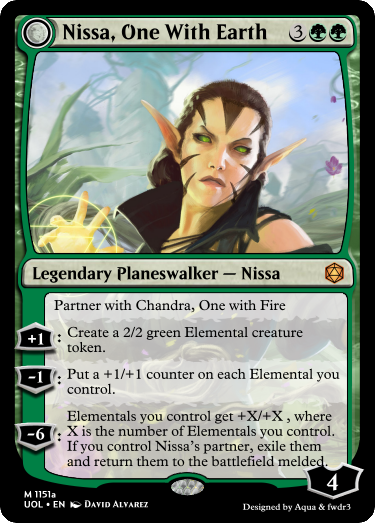 Nissa, One With Earth 3
Legendary Planeswalker — Nissa
Partner with Chandra, One with Fire
+1 : Create a 2/2 green Elemental creature
token.
-1 : Put a +1/+1 counter on each Elemental you
control.
Elementals you control get +X/+X , where
-6 : X is the number of Elementals you control.
If you control Nissa's partner, exile them
and return them to the battlefield melded.
4
M 1151a
UOL • EN David Alvarez
Designed by Aqua & fwdr3